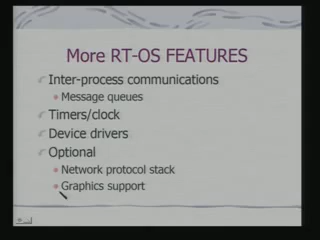 More RT-OS FEATURES
Inter-process communications
Message queues
Timers/clock
Device drivers
Optional
Network protocol stack
Graphics support